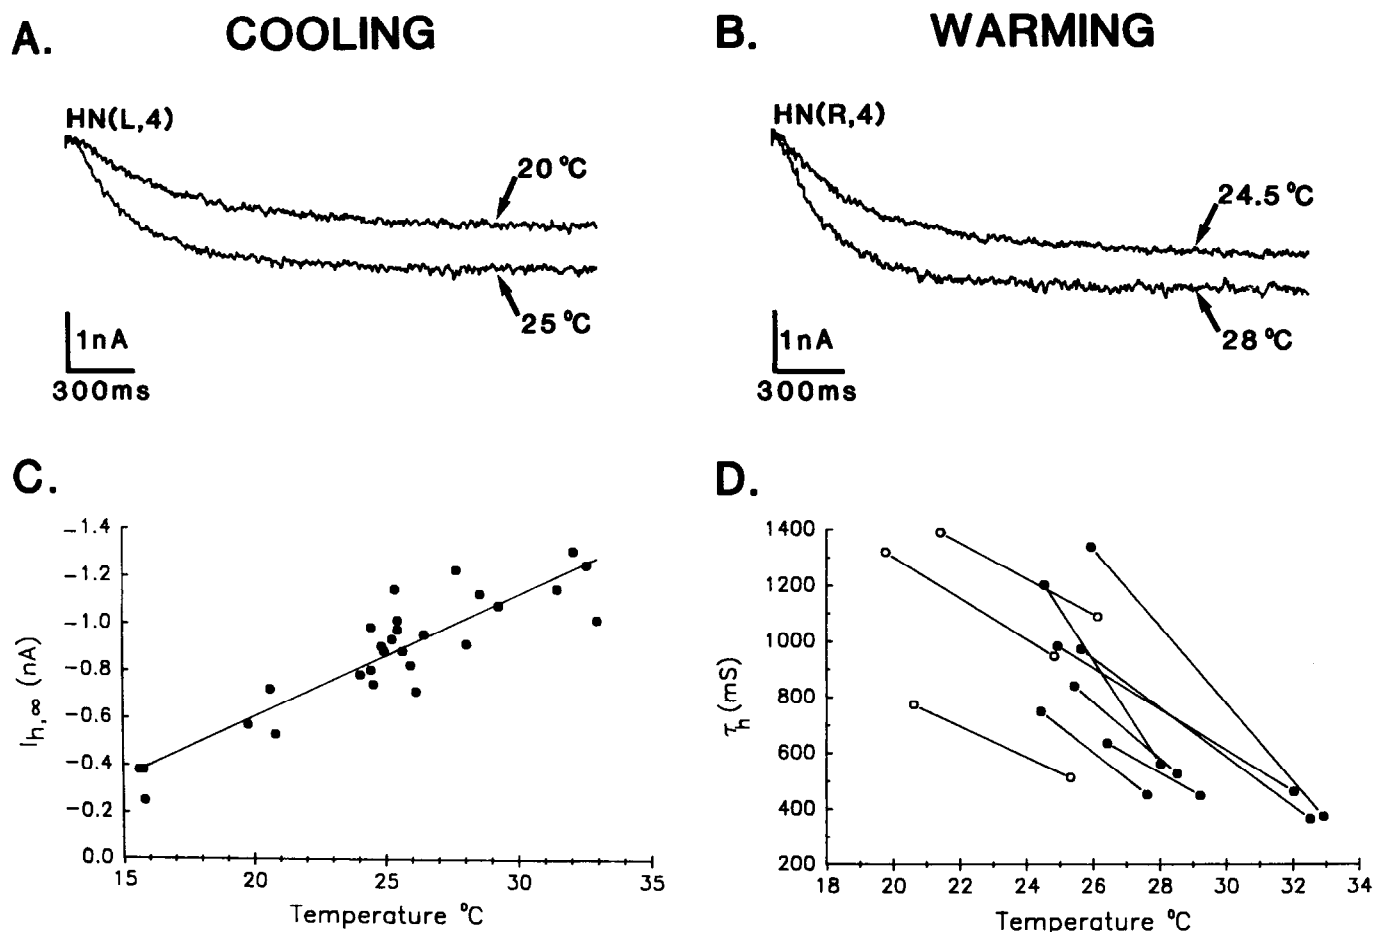 A.
COOLING
HN(L,4)
20 °C
25 °C
1nA
300ms
B.
WARMING
HN(R,4)
24.5 °C
28 °C
1nA
300ms
C.
−1.4
−1.2
−1.0
−0.8
−0.6
−0.4
−0.2
0.0
I h,∞ (nA)
15 20 25 30 35
Temperature °C
D.
1400
1200
1000
800
600
400
200
τh (mS)
18 20 22 24 26 28 30 32 34
Temperature °C